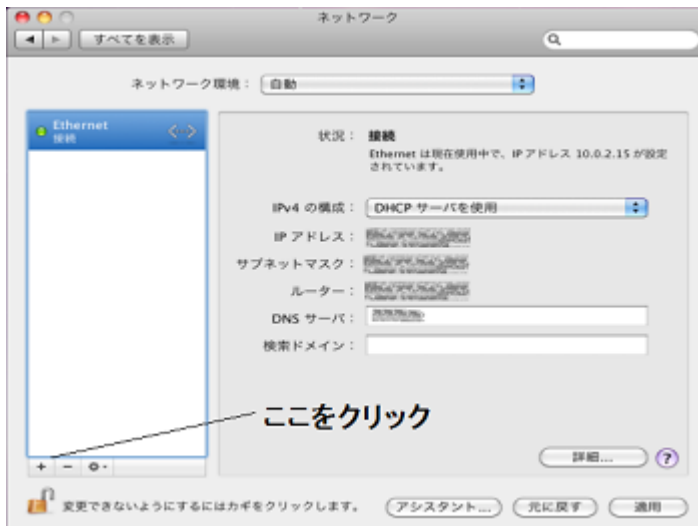 ネットワーク
すべてを表示
ネットワーク環境： 自動
Ethernet
接続
状況： 接続
Ethernet は現在使用中で、IP アドレス 10.0.2.15 が設定
されています。
IPv4 の構成： DHCP サーバを使用
IP アドレス：
サブネットマスク：
ルーター：
DNS サーバ：
検索ドメイン：
ここをクリック
詳細...
?
+ −
変更できないようにするにはカギをクリックします。
アシスタント... 元に戻す 適用